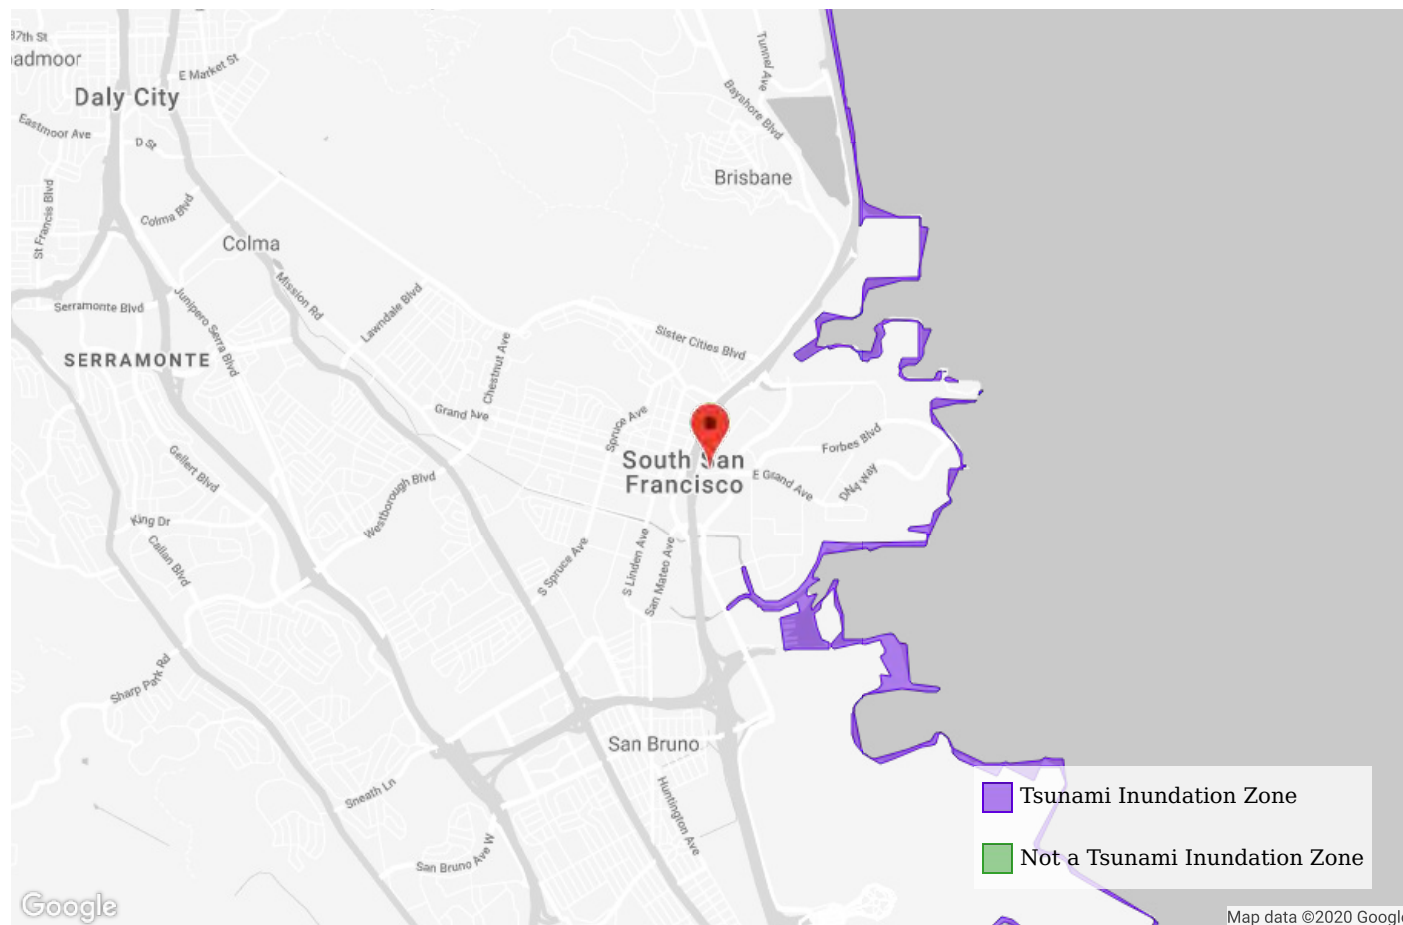 87th St
oadmoor
E Market St
Daly City
Eastmoor Ave
D St
Tunnel Ave
Bayshore Blvd
Brisbane
St Francis Blvd
Colma Blvd
Colma
Mission Rd
Serramonte Blvd
Junipero Serra Blvd
Lawndale Blvd
SERRAMONTE
Chestnut Ave
Sister Cities Blvd
Grand Ave
Spruce Ave
Forbes Blvd
South San
Francisco
E Grand Ave
DNA Way
Gellert Blvd
Westborough Blvd
King Dr
Callan Blvd
S Spruce Ave
S Linden Ave
San Mateo Ave
Sharp Park Rd
San Bruno
Sneath Ln
Huntington Ave
San Bruno Ave W
Tsunami Inundation Zone
Not a Tsunami Inundation Zone
Google
Map data ©2020 Google